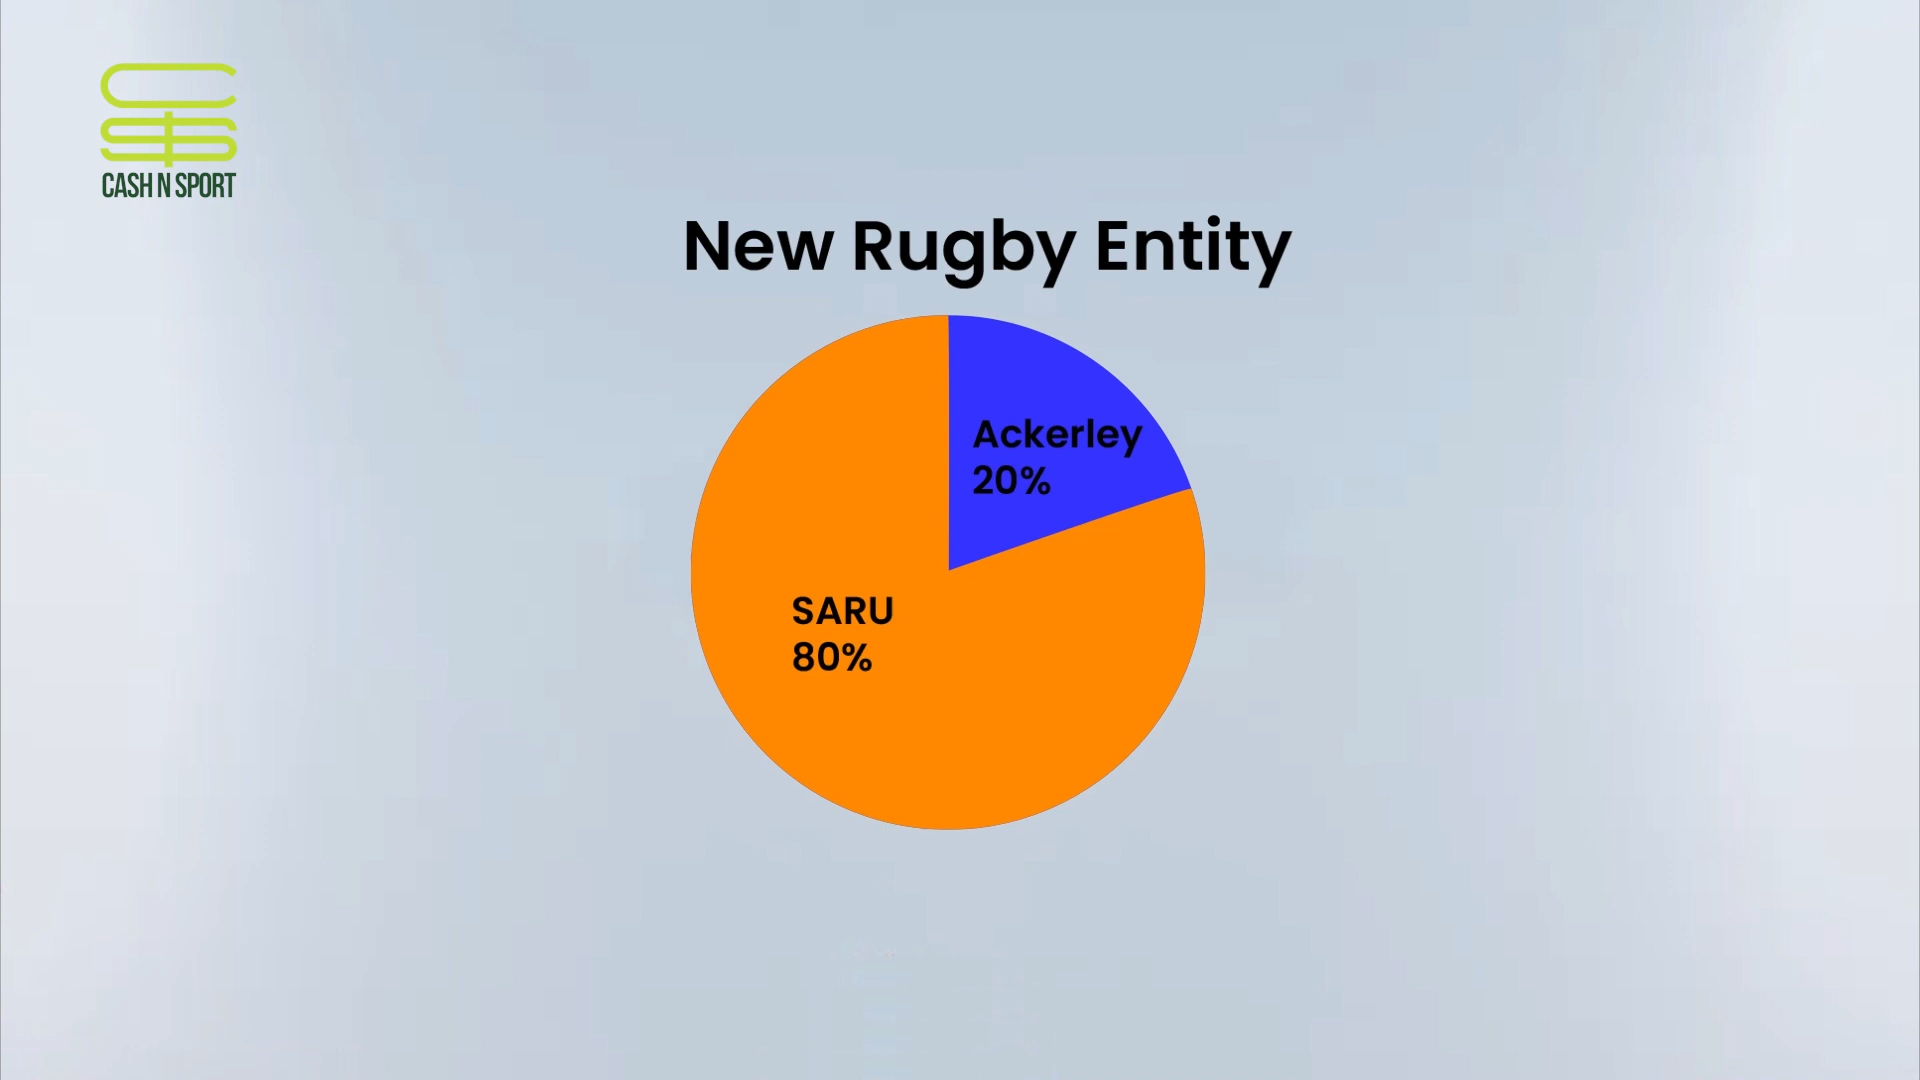 CASH N SPORT
New Rugby Entity
Ackerley
20%
SARU
80%